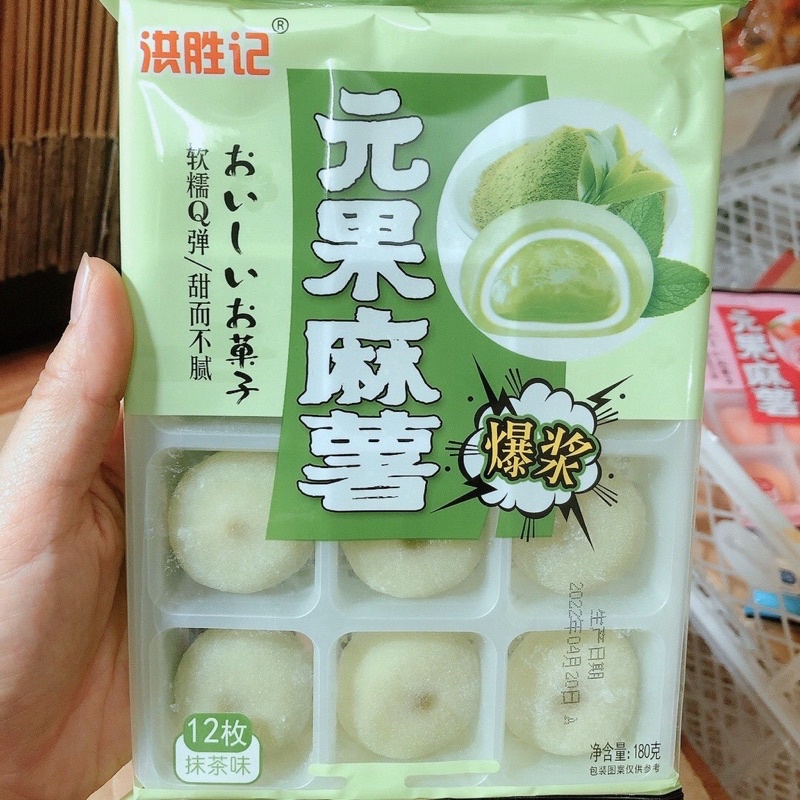 洪胜记®
元果麻薯
おいしいお菓子
软糯Q弹/甜而不腻
爆浆
生产日期
2022年04月20日 A
12枚
抹茶味
净含量:180克
包装图案仅供参考
元果麻薯